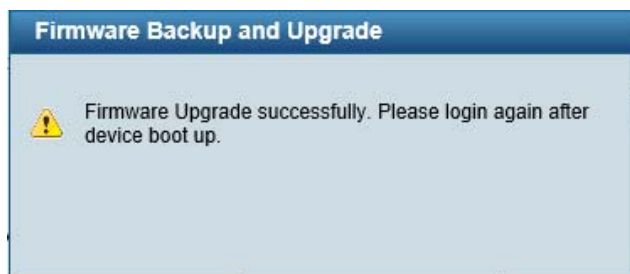 Firmware Backup and Upgrade
Firmware Upgrade successfully. Please login again after
device boot up.